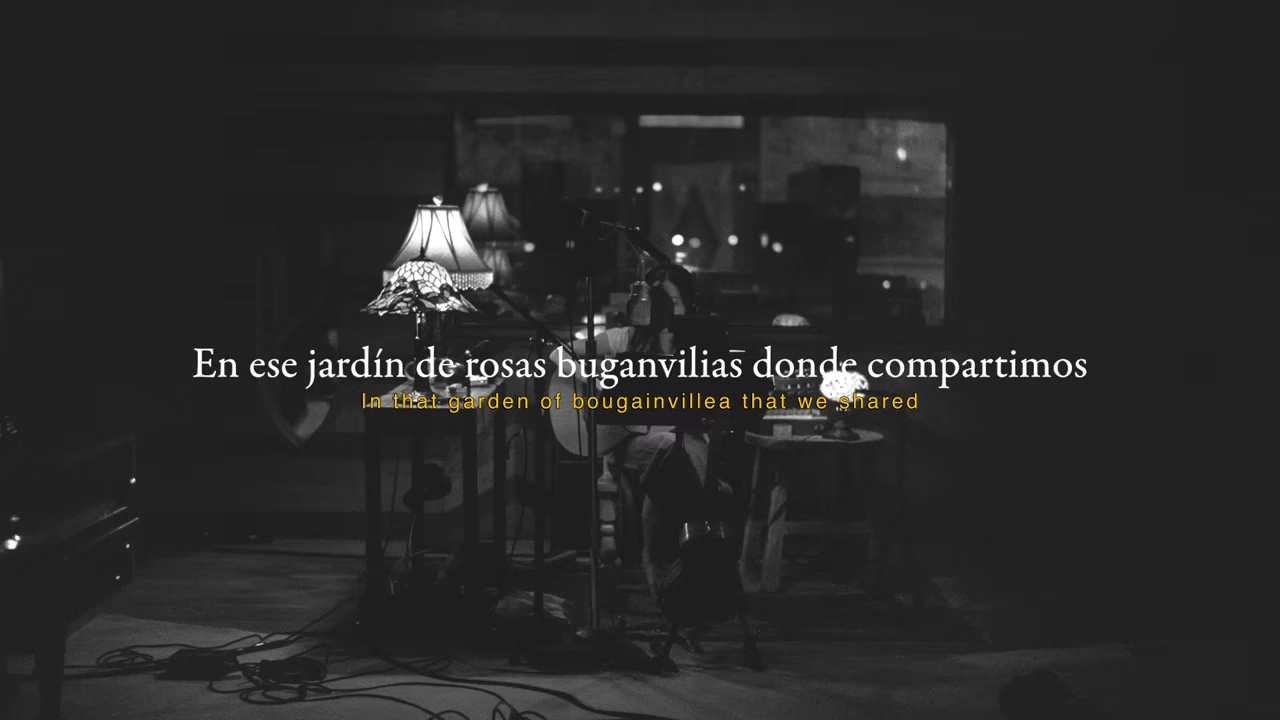 En ese jardín de rosas buganvilias donde compartimos
In that garden of bougainvillea that we shared